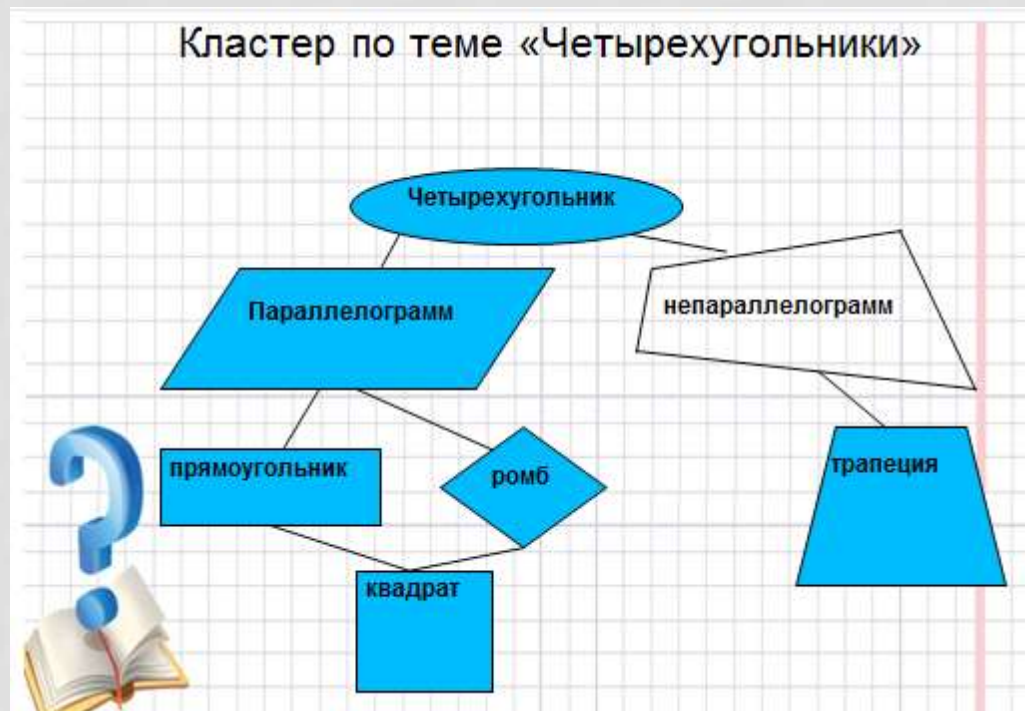 Кластер по теме «Четырехугольники»
Четырехугольник
Параллелограмм
непараллелограмм
прямоугольник
ромб
трапеция
квадрат